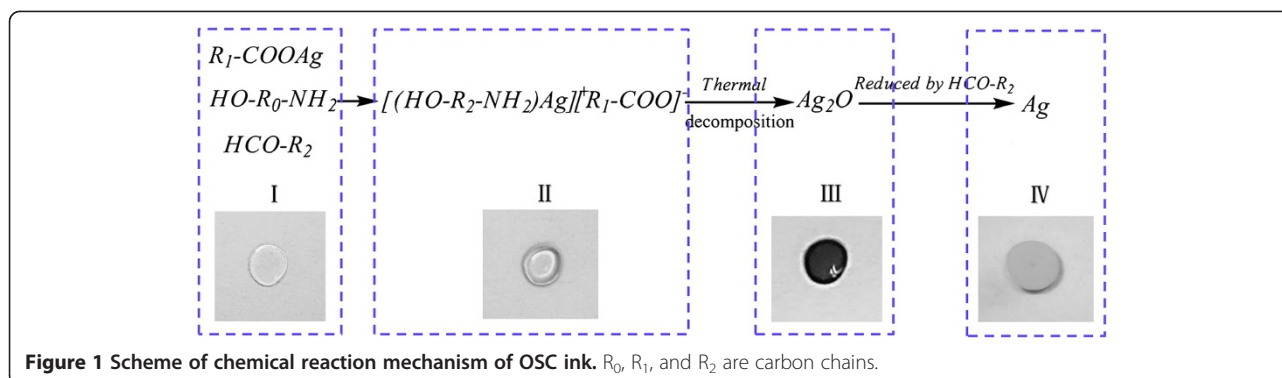 R₁-COOAg
HO-R₀-NH₂
HCO-R₂
[(HO-R₂-NH₂)Ag][⁺R₁-COO]⁻
Thermal
decomposition
Ag₂O
Reduced by HCO-R₂
Ag
I
II
III
IV
Figure 1 Scheme of chemical reaction mechanism of OSC ink. R₀, R₁, and R₂ are carbon chains.